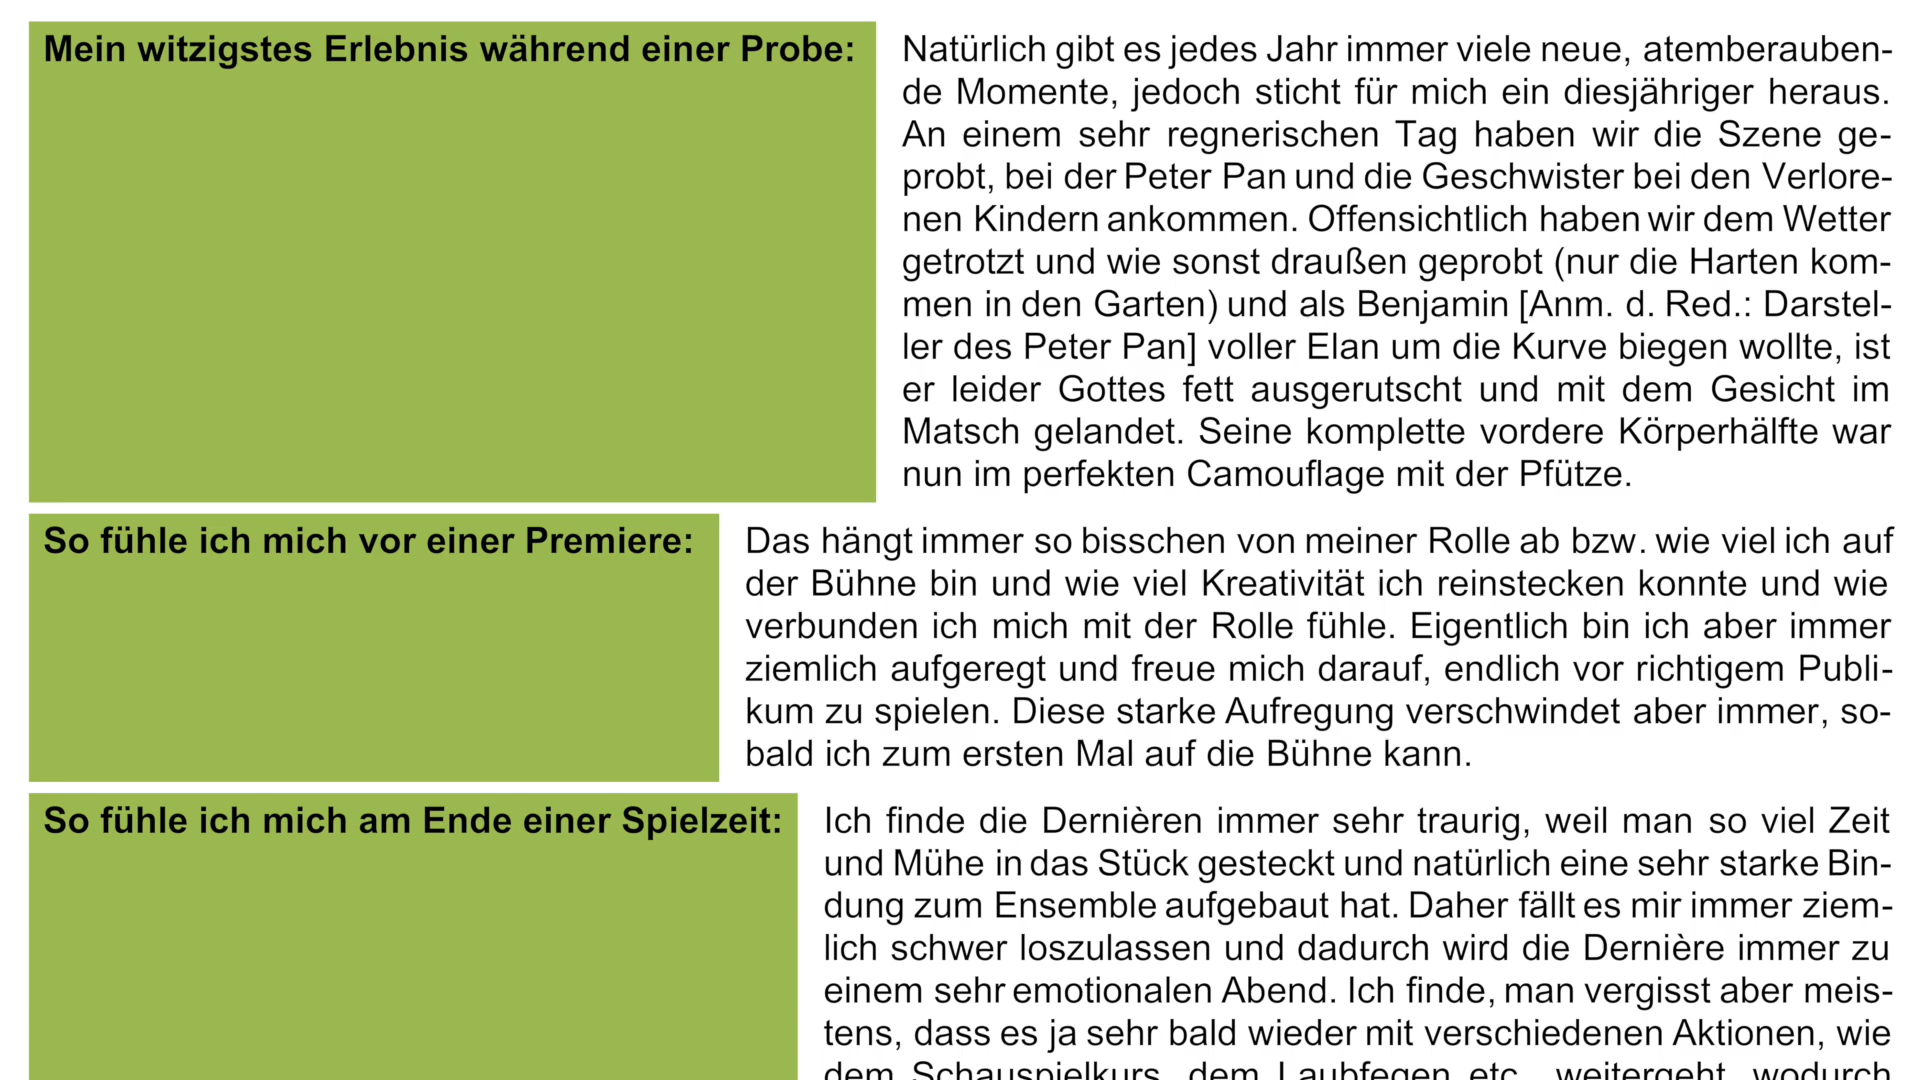 Mein witzigstes Erlebnis während einer Probe:
Natürlich gibt es jedes Jahr immer viele neue, atemberauben-
de Momente, jedoch sticht für mich ein diesjähriger heraus.
An einem sehr regnerischen Tag haben wir die Szene ge-
probt, bei der Peter Pan und die Geschwister bei den Verlore-
nen Kindern ankommen. Offensichtlich haben wir dem Wetter
getrotzt und wie sonst draußen geprobt (nur die Harten kom-
men in den Garten) und als Benjamin [Anm. d. Red.: Darstel-
ler des Peter Pan] voller Elan um die Kurve biegen wollte, ist
er leider Gottes fett ausgerutscht und mit dem Gesicht im
Matsch gelandet. Seine komplette vordere Körperhälfte war
nun im perfekten Camouflage mit der Pfütze.
So fühle ich mich vor einer Premiere:
Das hängt immer so bisschen von meiner Rolle ab bzw. wie viel ich auf
der Bühne bin und wie viel Kreativität ich reinstecken konnte und wie
verbunden ich mich mit der Rolle fühle. Eigentlich bin ich aber immer
ziemlich aufgeregt und freue mich darauf, endlich vor richtigem Publi-
kum zu spielen. Diese starke Aufregung verschwindet aber immer, so-
bald ich zum ersten Mal auf die Bühne kann.
So fühle ich mich am Ende einer Spielzeit:
Ich finde die Dernièren immer sehr traurig, weil man so viel Zeit
und Mühe in das Stück gesteckt und natürlich eine sehr starke Bin-
dung zum Ensemble aufgebaut hat. Daher fällt es mir immer ziem-
lich schwer loszulassen und dadurch wird die Dernière immer zu
einem sehr emotionalen Abend. Ich finde, man vergisst aber meis-
tens, dass es ja sehr bald wieder mit verschiedenen Aktionen, wie
dem Schauspielkurs, dem Laubfegen etc., weitergeht, wodurch